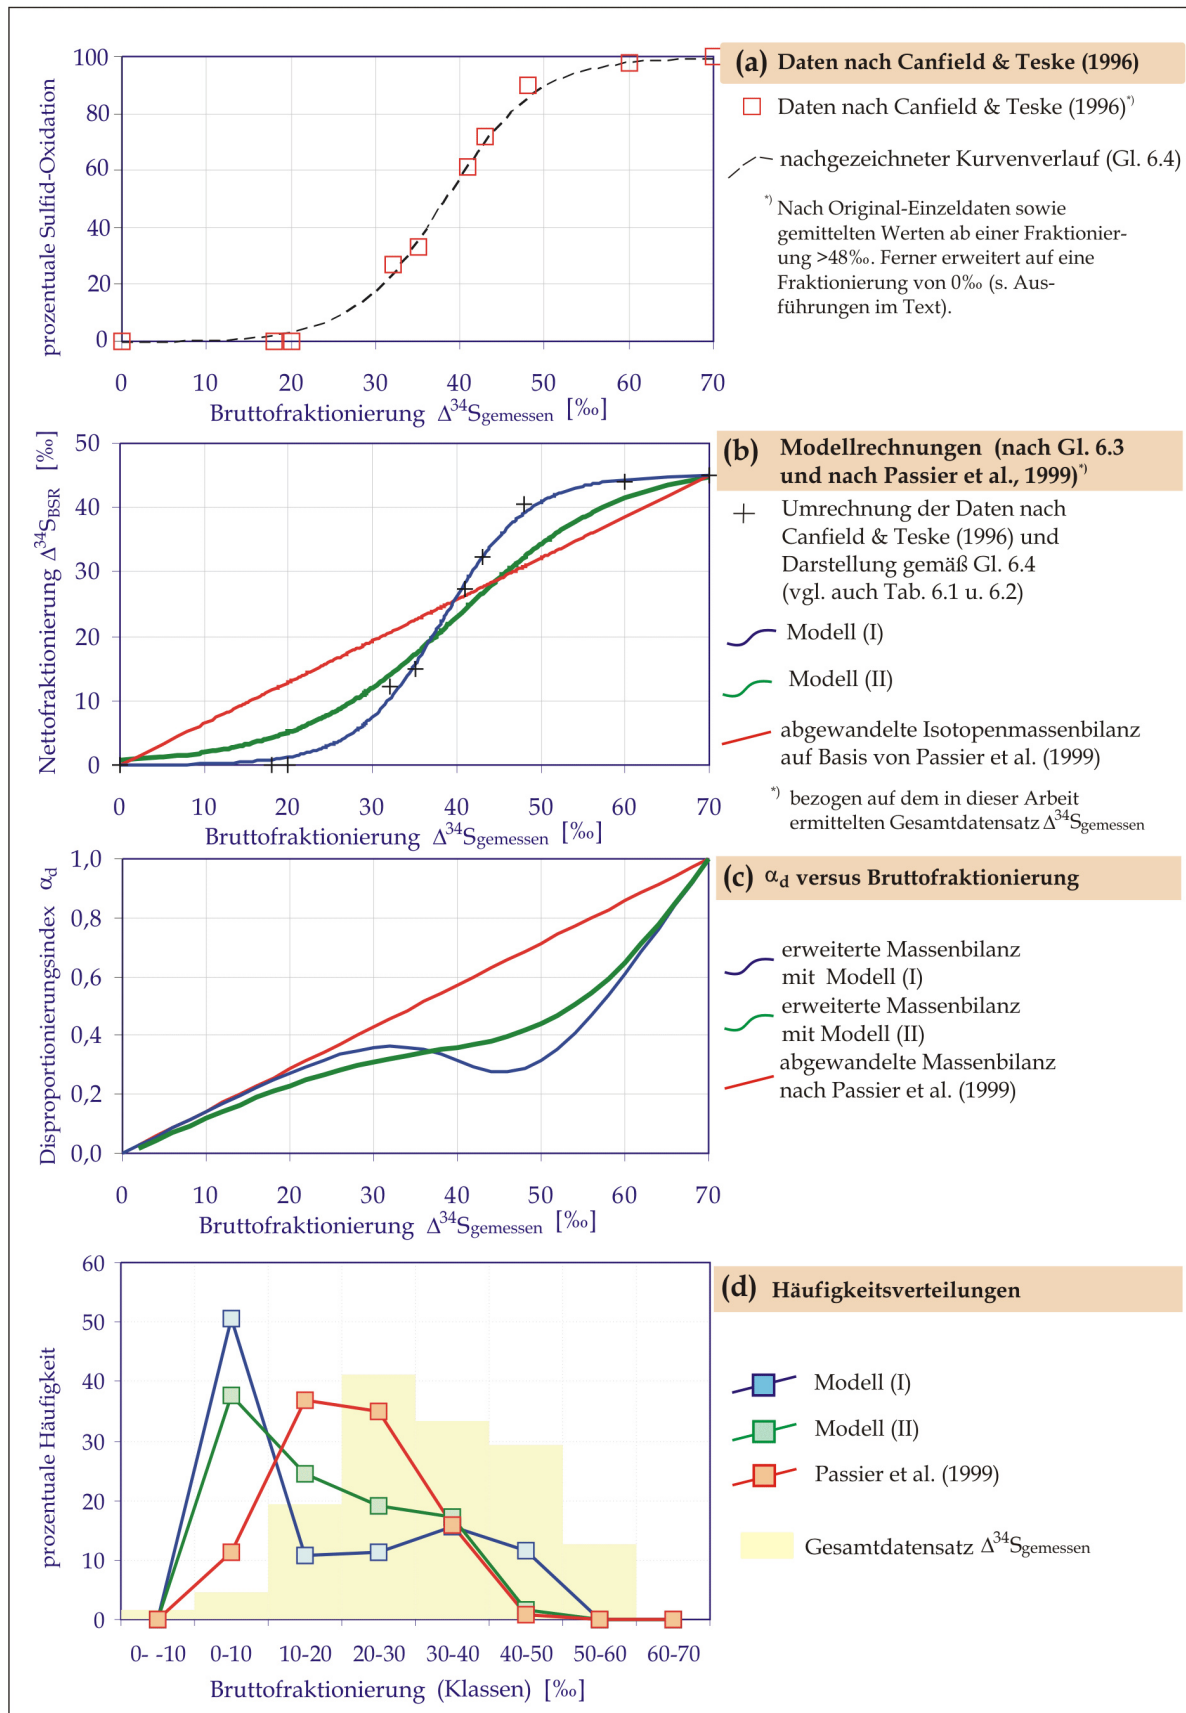 (a) Daten nach Canfield & Teske (1996)
Daten nach Canfield & Teske (1996)*)
nachgezeichneter Kurvenverlauf (Gl. 6.4)
*) Nach Original-Einzeldaten sowie
gemittelten Werten ab einer Fraktionier-
ung >48‰. Ferner erweitert auf eine
Fraktionierung von 0‰ (s. Aus-
führungen im Text).
prozentuale Sulfid-Oxidation
100
80
60
40
20
0
0 10 20 30 40 50 60 70
Bruttofraktionierung Δ³⁴Sgemessen [‰]
(b) Modellrechnungen (nach Gl. 6.3
und nach Passier et al., 1999)*)
Umrechnung der Daten nach
Canfield & Teske (1996) und
Darstellung gemäß Gl. 6.4
(vgl. auch Tab. 6.1 u. 6.2)
Modell (I)
Modell (II)
abgewandelte Isotopenmassenbilanz
auf Basis von Passier et al. (1999)
*) bezogen auf dem in dieser Arbeit
ermittelten Gesamtdatensatz Δ³⁴Sgemessen
Nettofraktionierung Δ³⁴SBSR [‰]
50
40
30
20
10
0
0 10 20 30 40 50 60 70
Bruttofraktionierung Δ³⁴Sgemessen [‰]
(c) αd versus Bruttofraktionierung
erweiterte Massenbilanz
mit Modell (I)
erweiterte Massenbilanz
mit Modell (II)
abgewandelte Massenbilanz
nach Passier et al. (1999)
Disproportionierungsindex αd
1,0
0,8
0,6
0,4
0,2
0,0
0 10 20 30 40 50 60 70
Bruttofraktionierung Δ³⁴Sgemessen [‰]
(d) Häufigkeitsverteilungen
Modell (I)
Modell (II)
Passier et al. (1999)
Gesamtdatensatz Δ³⁴Sgemessen
prozentuale Häufigkeit
60
50
40
30
20
10
0
0- -10 0-10 10-20 20-30 30-40 40-50 50-60 60-70
Bruttofraktionierung (Klassen) [‰]